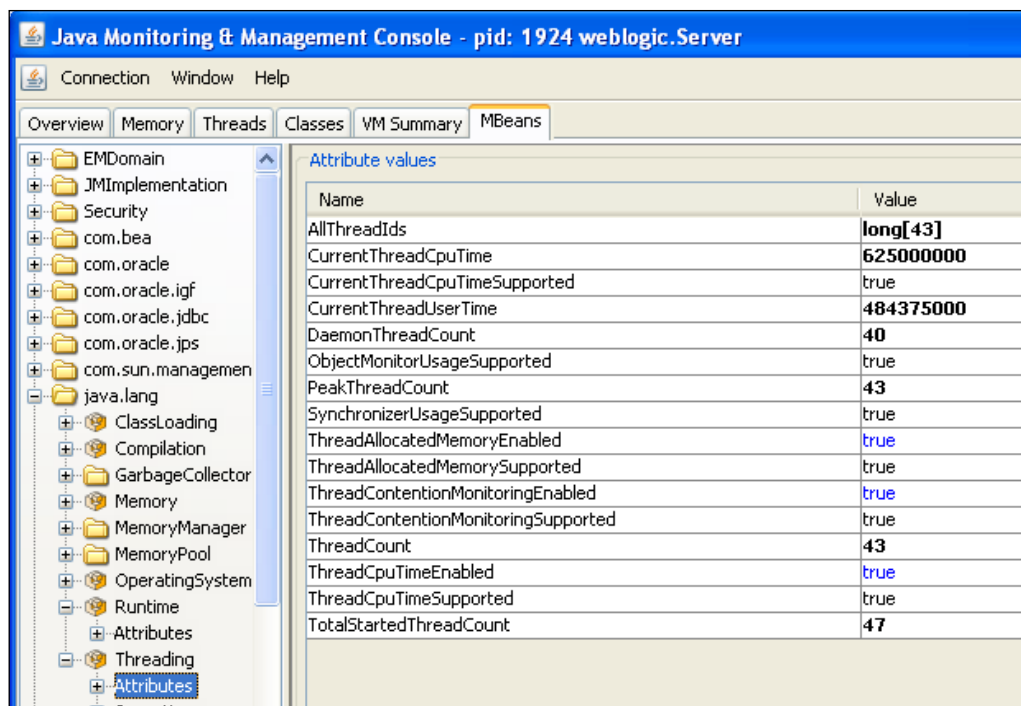 Java Monitoring & Management Console - pid: 1924 weblogic.Server
Connection Window Help
Overview Memory Threads Classes VM Summary MBeans
EMDomain
JMImplementation
Security
com.bea
com.oracle
com.oracle.igf
com.oracle.jdbc
com.oracle.jps
com.sun.managemen
java.lang
ClassLoading
Compilation
GarbageCollector
Memory
MemoryManager
MemoryPool
OperatingSystem
Runtime
Attributes
Threading
Attributes
Attribute values
Name Value
AllThreadIds long[43]
CurrentThreadCpuTime 625000000
CurrentThreadCpuTimeSupported true
CurrentThreadUserTime 484375000
DaemonThreadCount 40
ObjectMonitorUsageSupported true
PeakThreadCount 43
SynchronizerUsageSupported true
ThreadAllocatedMemoryEnabled true
ThreadAllocatedMemorySupported true
ThreadContentionMonitoringEnabled true
ThreadContentionMonitoringSupported true
ThreadCount 43
ThreadCpuTimeEnabled true
ThreadCpuTimeSupported true
TotalStartedThreadCount 47